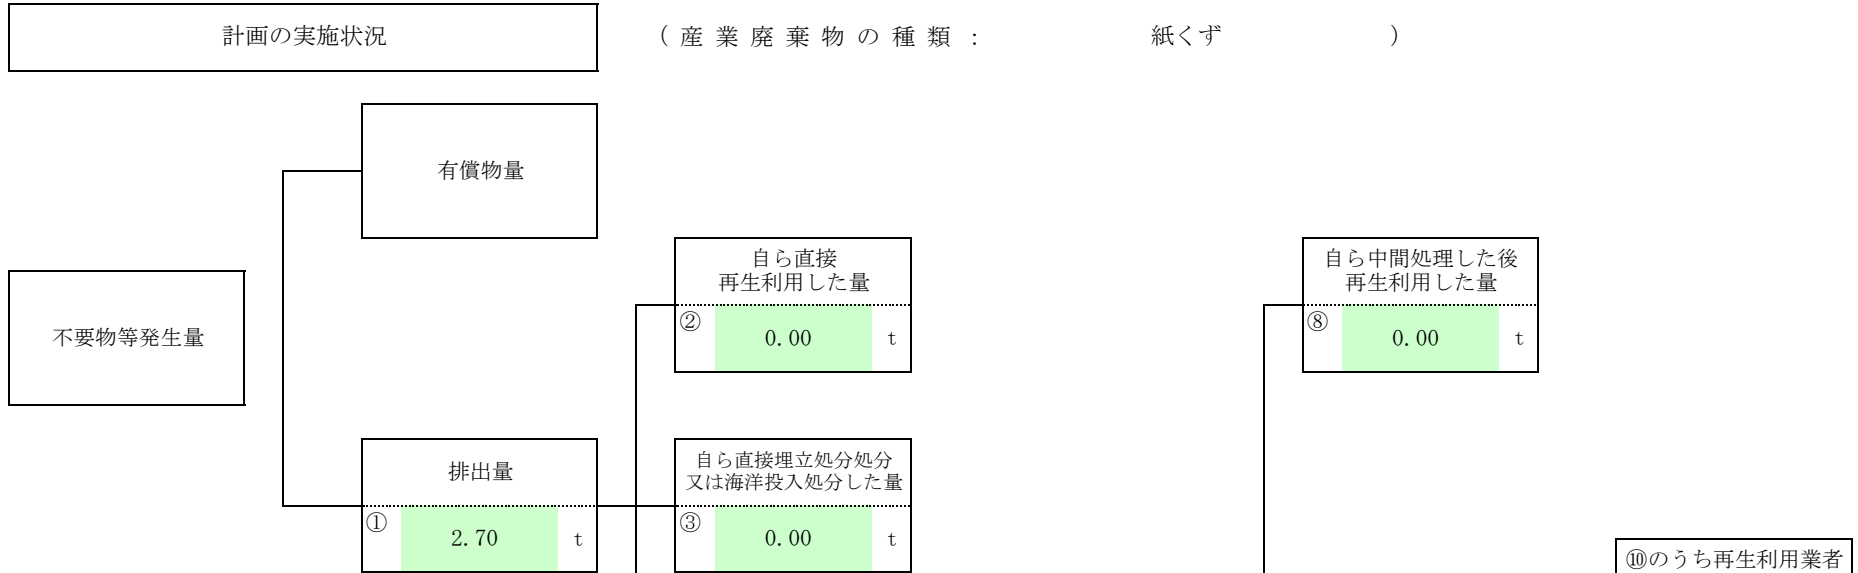 計画の実施状況
（産業廃棄物の種類：　紙くず　）
有償物量
自ら直接
再生利用した量
② 0.00 t
自ら中間処理した後
再生利用した量
⑧ 0.00 t
不要物等発生量
排出量
① 2.70 t
自ら直接埋立処分処分
又は海洋投入処分した量
③ 0.00 t
⑩のうち再生利用業者